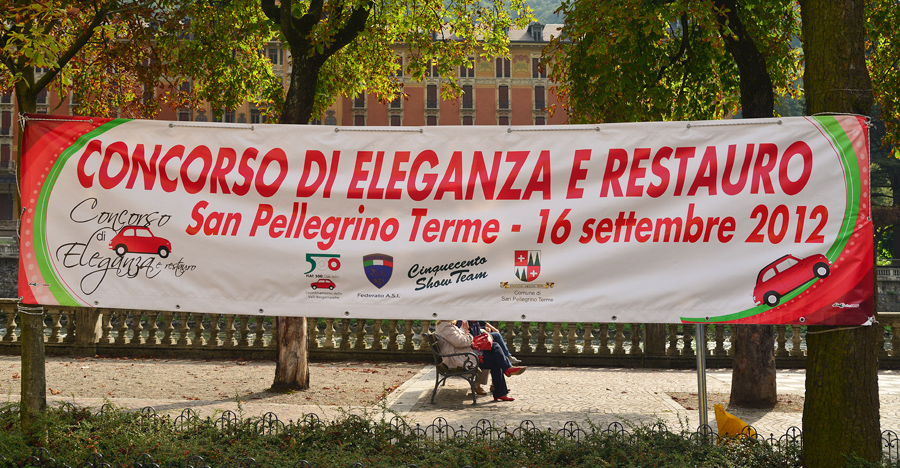 CONCORSO DI ELEGANZA E RESTAURO
San Pellegrino Terme - 16 settembre 2012
Concorso
di
Eleganza e restauro
Federato A.S.I.
Cinquecento
Show Team
Comune di
San Pellegrino Terme